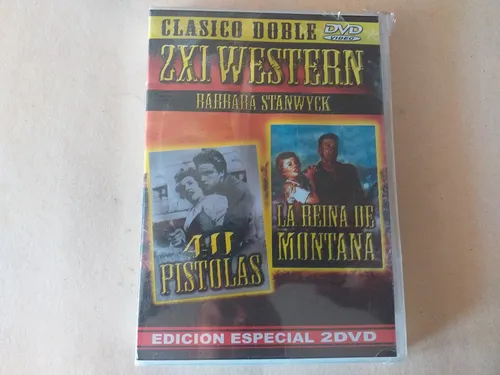 CLASICO DOBLE
DVD
VIDEO
2X1 WESTERN
BARBARA STANWYCK
40
PISTOLAS
LA REINA DE
MONTANA
EDICION ESPECIAL 2DVD